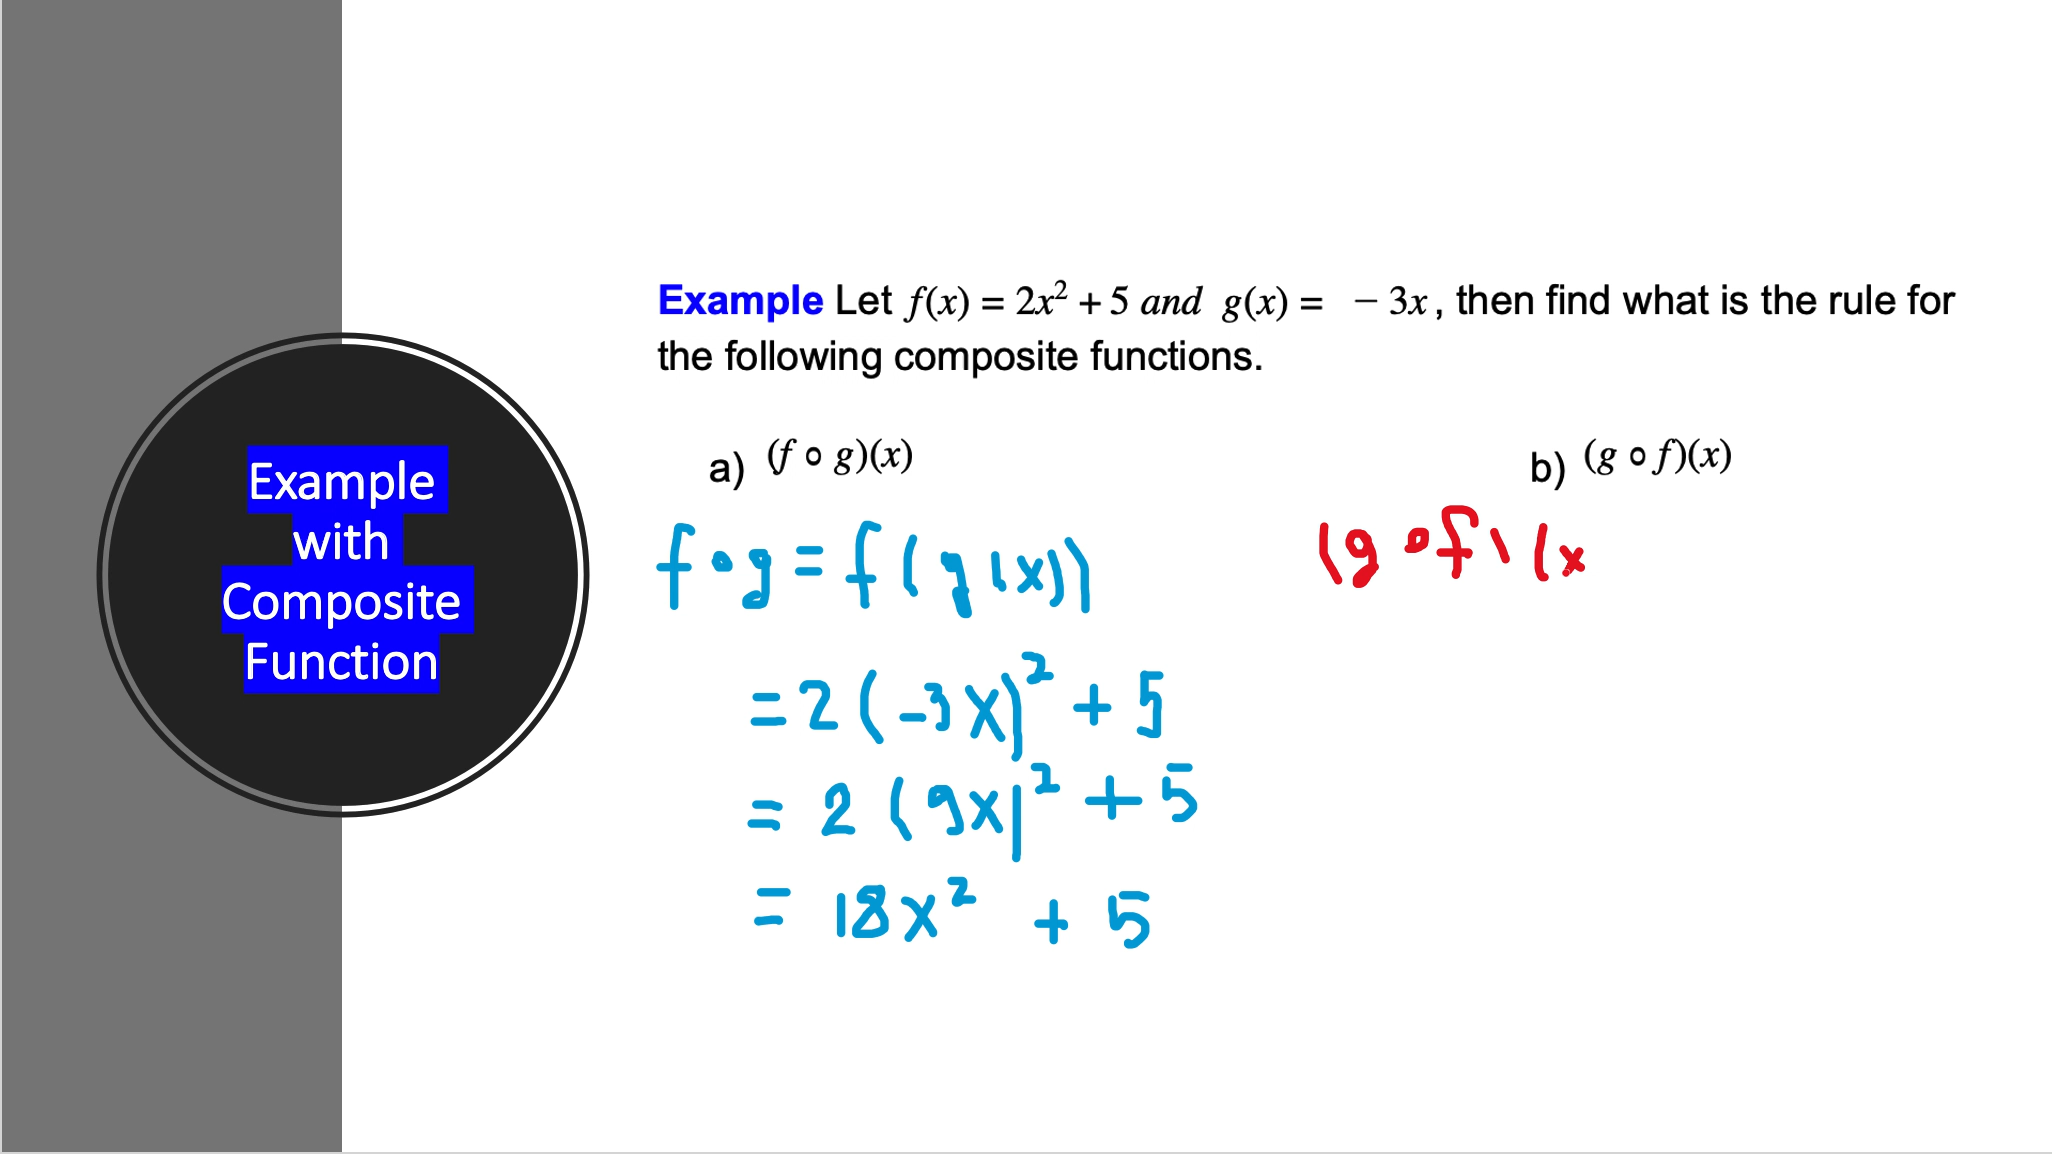 Example
with
Composite
Function
Example Let f(x) = 2x² + 5 and g(x) = − 3x, then find what is the rule for
the following composite functions.
a) (f ∘ g)(x)
b) (g ∘ f)(x)
f∘g = f(g(x))
= 2(-3x)² + 5
= 2(9x)² + 5
= 18x² + 5
(g∘f)(x